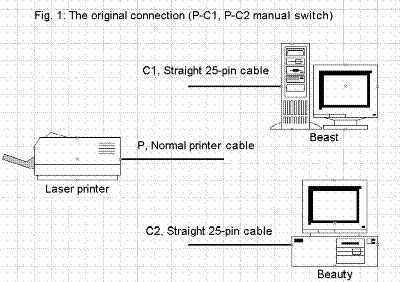 Fig. 1: The original connection (P-C1, P-C2 manual switch)
C1, Straight 25-pin cable
Beast
P, Normal printer cable
Laser printer
C2, Straight 25-pin cable
Beauty